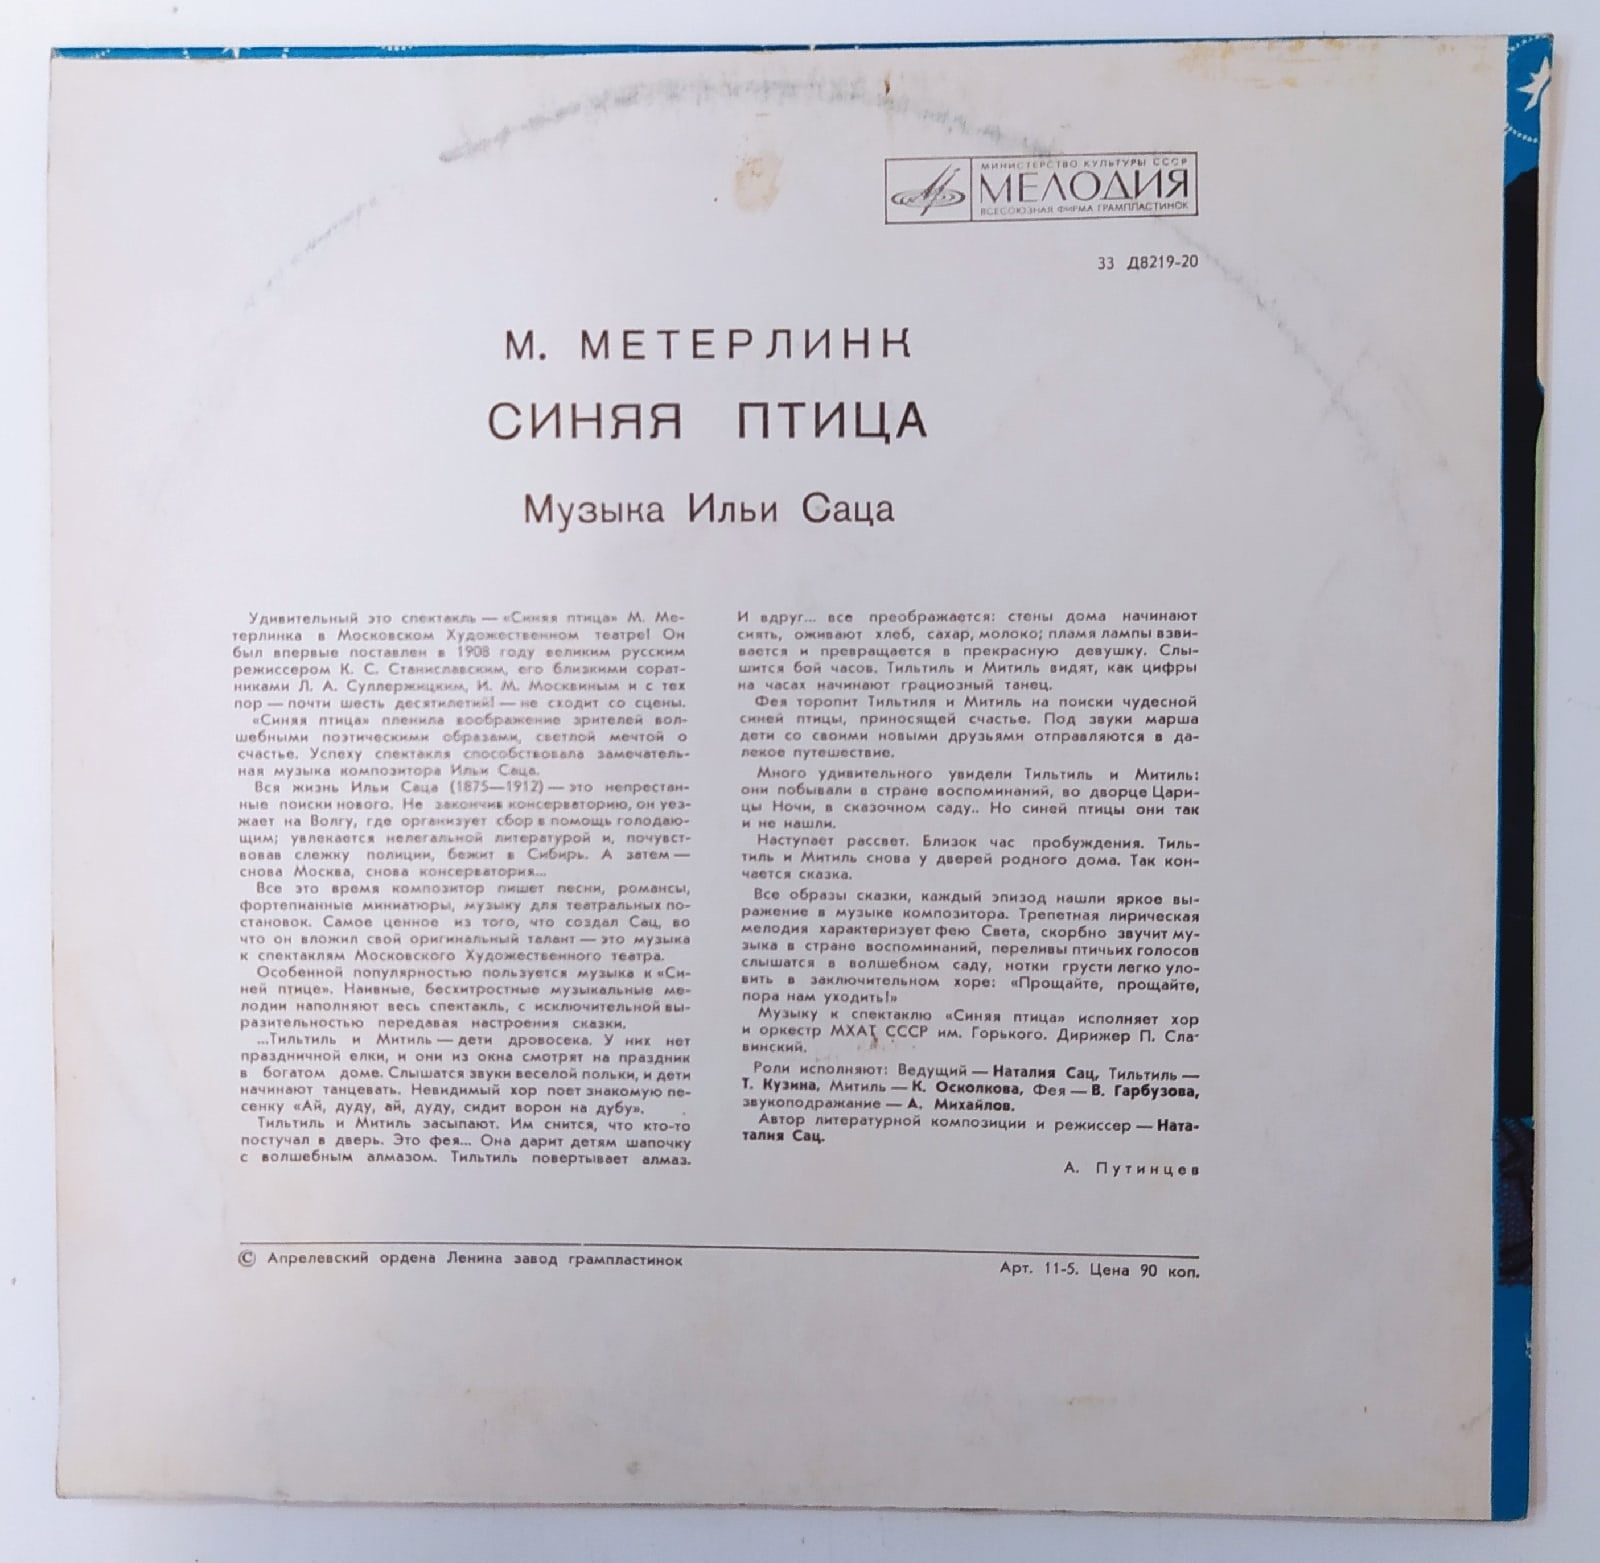 МИНИСТЕРСТВО КУЛЬТУРЫ СССР
МЕЛОДИЯ
ВСЕСОЮЗНАЯ ФИРМА ГРАМПЛАСТИНОК
33 Д8219-20
М. МЕТЕРЛИНК
СИНЯЯ ПТИЦА
Музыка Ильи Саца
Удивительный это спектакль — «Синяя птица» М. Ме-
терлинка в Московском Художественном театре! Он
был впервые поставлен в 1908 году великим русским
режиссером К. С. Станиславским, его близкими сорат-
никами Л. А. Суллержицким, И. М. Москвиным и с тех
пор — почти шесть десятилетий! — не сходит со сцены.
«Синяя птица» пленила воображение зрителей вол-
шебными поэтическими образами, светлой мечтой о
счастье. Успеху спектакля способствовала замечатель-
ная музыка композитора Ильи Саца.
Вся жизнь Ильи Саца (1875—1912) — это непрестан-
ные поиски нового. Не закончив консерваторию, он уез-
жает на Волгу, где организует сбор в помощь голодаю-
щим; увлекается нелегальной литературой и, почувст-
вовав слежку полиции, бежит в Сибирь. А затем —
снова Москва, снова консерватория...
Все это время композитор пишет песни, романсы,
фортепианные миниатюры, музыку для театральных по-
становок. Самое ценное из того, что создал Сац, во
что он вложил свой оригинальный талант — это музыка
к спектаклям Московского Художественного театра.
Особенной популярностью пользуется музыка к «Си-
ней птице». Наивные, бесхитростные музыкальные ме-
лодии наполняют весь спектакль, с исключительной вы-
разительностью передавая настроения сказки.
...Тильтиль и Митиль — дети дровосека. У них нет
праздничной елки, и они из окна смотрят на праздник
в богатом доме. Слышатся звуки веселой польки, и дети
начинают танцевать. Невидимый хор поет знакомую пе-
сенку «Ай, дуду, ай, дуду, сидит ворон на дубу».
Тильтиль и Митиль засыпают. Им снится, что кто-то
постучал в дверь. Это фея... Она дарит детям шапочку
с волшебным алмазом. Тильтиль повертывает алмаз.
И вдруг... все преображается: стены дома начинают
сиять, оживают хлеб, сахар, молоко; пламя лампы взви-
вается и превращается в прекрасную девушку. Слы-
шится бой часов. Тильтиль и Митиль видят, как цифры
на часах начинают грациозный танец.
Фея торопит Тильтиля и Митиль на поиски чудесной
синей птицы, приносящей счастье. Под звуки марша
дети со своими новыми друзьями отправляются в да-
лекое путешествие.
Много удивительного увидели Тильтиль и Митиль:
они побывали в стране воспоминаний, во дворце Цари-
цы Ночи, в сказочном саду.. Но синей птицы они так
и не нашли.
Наступает рассвет. Близок час пробуждения. Тиль-
тиль и Митиль снова у дверей родного дома. Так кон-
чается сказка.
Все образы сказки, каждый эпизод нашли яркое вы-
ражение в музыке композитора. Трепетная лирическая
мелодия характеризует фею Света, скорбно звучит му-
зыка в стране воспоминаний, переливы птичьих голосов
слышатся в волшебном саду, нотки грусти легко уло-
вить в заключительном хоре: «Прощайте, прощайте,
пора нам уходить!»
Музыку к спектаклю «Синяя птица» исполняет хор
и оркестр МХАТ СССР им. Горького. Дирижер П. Сла-
винский.
Роли исполняют: Ведущий — Наталия Сац, Тильтиль —
Т. Кузина, Митиль — К. Осколкова, Фея — В. Гарбузова,
звукоподражание — А. Михайлов.
Автор литературной композиции и режиссер — Ната-
талия Сац.
А. Путинцев
© Апрелевский ордена Ленина завод грампластинок
Арт. 11-5. Цена 90 коп.